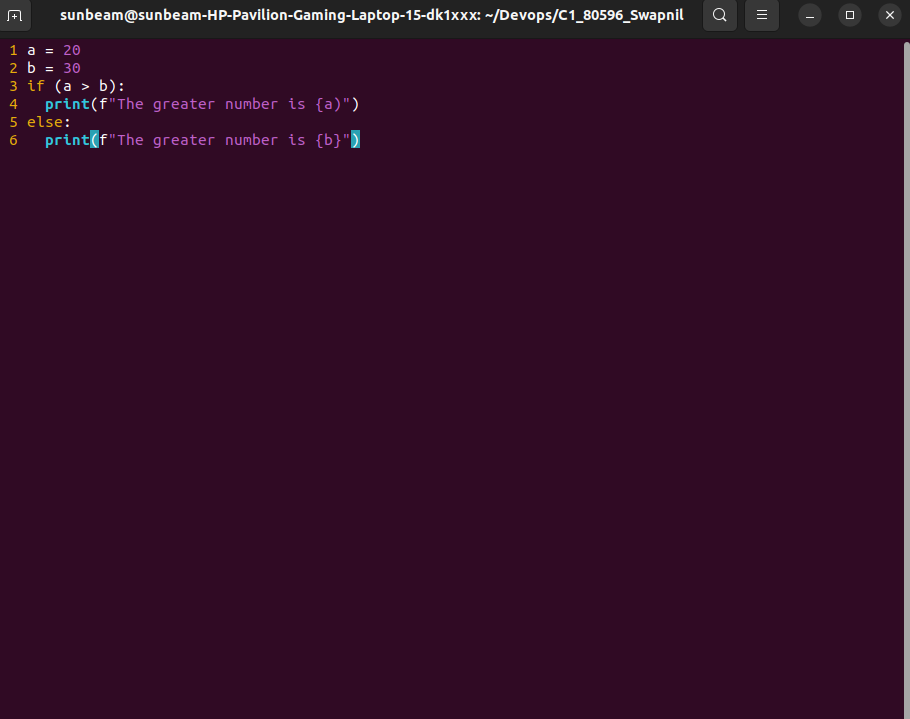 sunbeam@sunbeam-HP-Pavilion-Gaming-Laptop-15-dk1xxx: ~/Devops/C1_80596_Swapnil
1 a = 20
2 b = 30
3 if (a > b):
4   print(f"The greater number is {a)")
5 else:
6   print(f"The greater number is {b}")